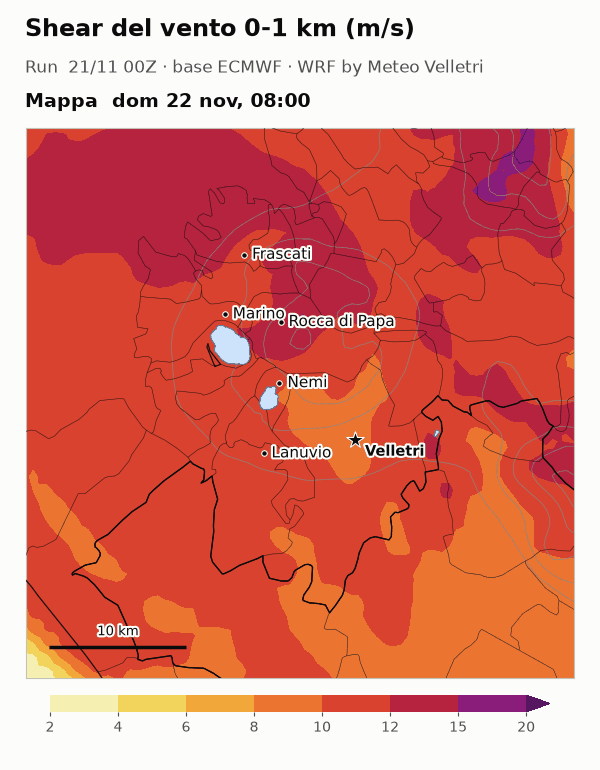 Shear del vento 0-1 km (m/s)
Run  21/11 00Z · base ECMWF · WRF by Meteo Velletri
Mappa  dom 22 nov, 08:00
Frascati
Marino
Rocca di Papa
Nemi
Velletri
Lanuvio
10 km
2 4 6 8 10 12 15 20